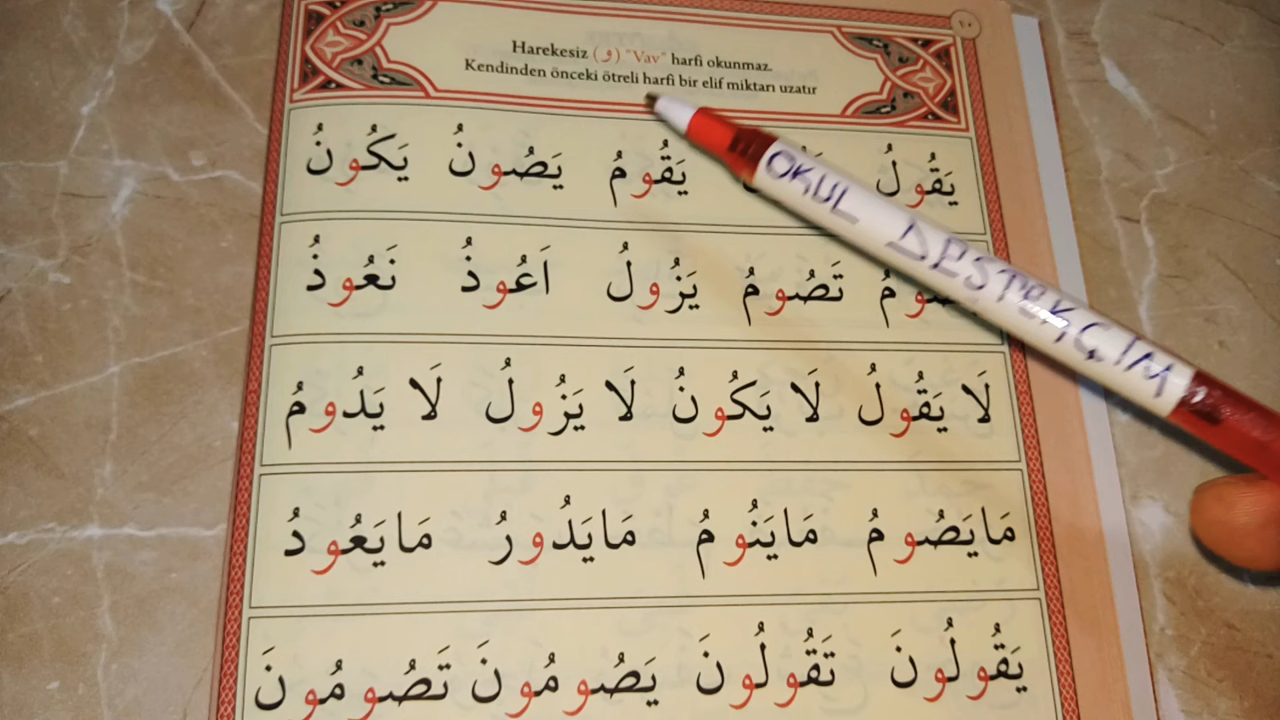 ١٠
Harekesiz (و) "Vav" harfi okunmaz.
Kendinden önceki ötreli harfi bir elif miktarı uzatır
يَقُولُ يَقُومُ يَصُونُ يَكُونُ
تَصُومُ يَزُولُ اَعُوذُ نَعُوذُ
لَا يَقُولُ لَا يَكُونُ لَا يَزُولُ لَا يَدُومُ
مَايَصُومُ مَايَنُومُ مَايَدُورُ مَايَعُودُ
يَقُولُونَ تَقُولُونَ يَصُومُونَ تَصُومُونَ
OKUL DESTEKÇİM